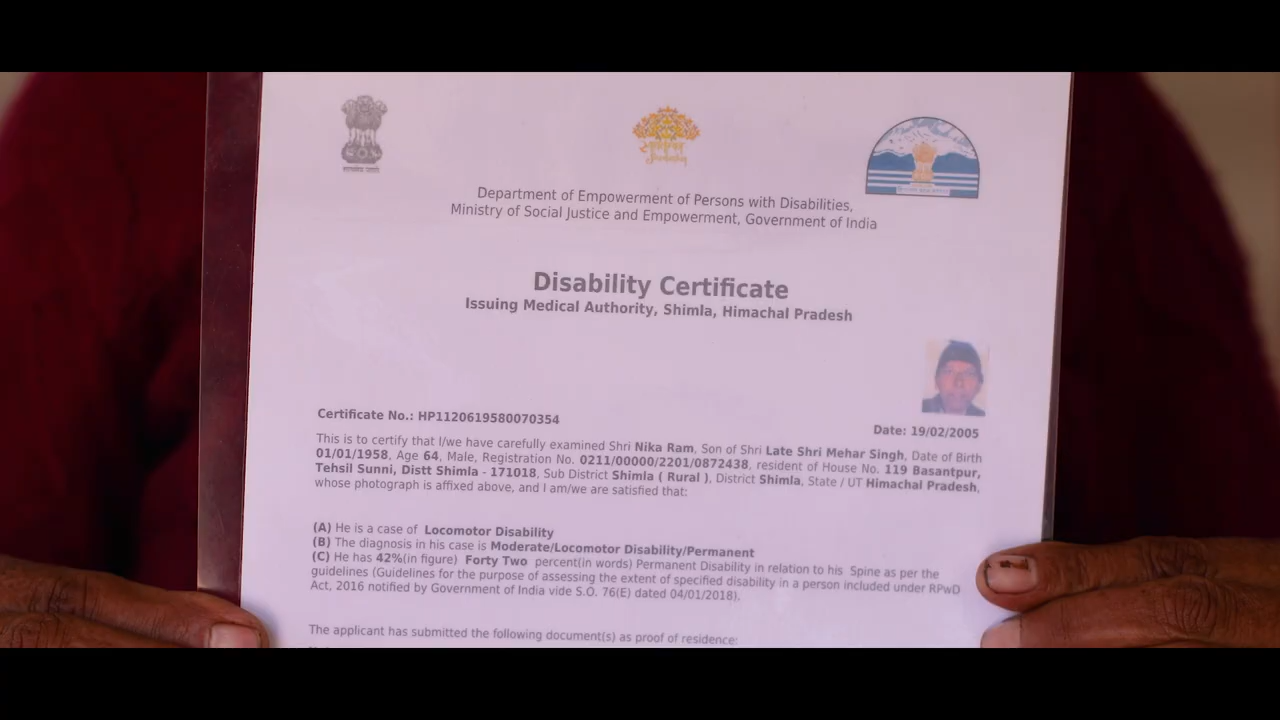 Department of Empowerment of Persons with Disabilities,
Ministry of Social Justice and Empowerment, Government of India
Disability Certificate
Issuing Medical Authority, Shimla, Himachal Pradesh
Certificate No.: HP1120619580070354
Date: 19/02/2005
This is to certify that I/we have carefully examined Shri Nika Ram, Son of Shri Late Shri Mehar Singh, Date of Birth
01/01/1958, Age 64, Male, Registration No. 0211/00000/2201/0872438, resident of House No. 119 Basantpur,
Tehsil Sunni, Distt Shimla - 171018, Sub District Shimla ( Rural ), District Shimla, State / UT Himachal Pradesh,
whose photograph is affixed above, and I am/we are satisfied that:
(A) He is a case of Locomotor Disability
(B) The diagnosis in his case is Moderate/Locomotor Disability/Permanent
(C) He has 42%(in figure) Forty Two percent(in words) Permanent Disability in relation to his Spine as per the
guidelines (Guidelines for the purpose of assessing the extent of specified disability in a person included under RPwD
Act, 2016 notified by Government of India vide S.O. 76(E) dated 04/01/2018).
The applicant has submitted the following document(s) as proof of residence: